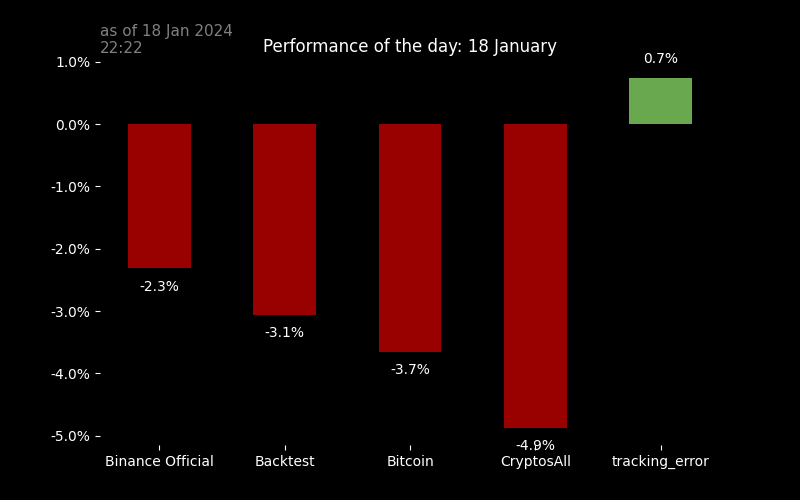 as of 18 Jan 2024
22:22
Performance of the day: 18 January
1.0%
0.7%
0.0%
-1.0%
-2.0%
-2.3%
-3.0%
-3.1%
-3.7%
-4.0%
-5.0%
-4.9%
Binance Official
Backtest
Bitcoin
CryptosAll
tracking_error